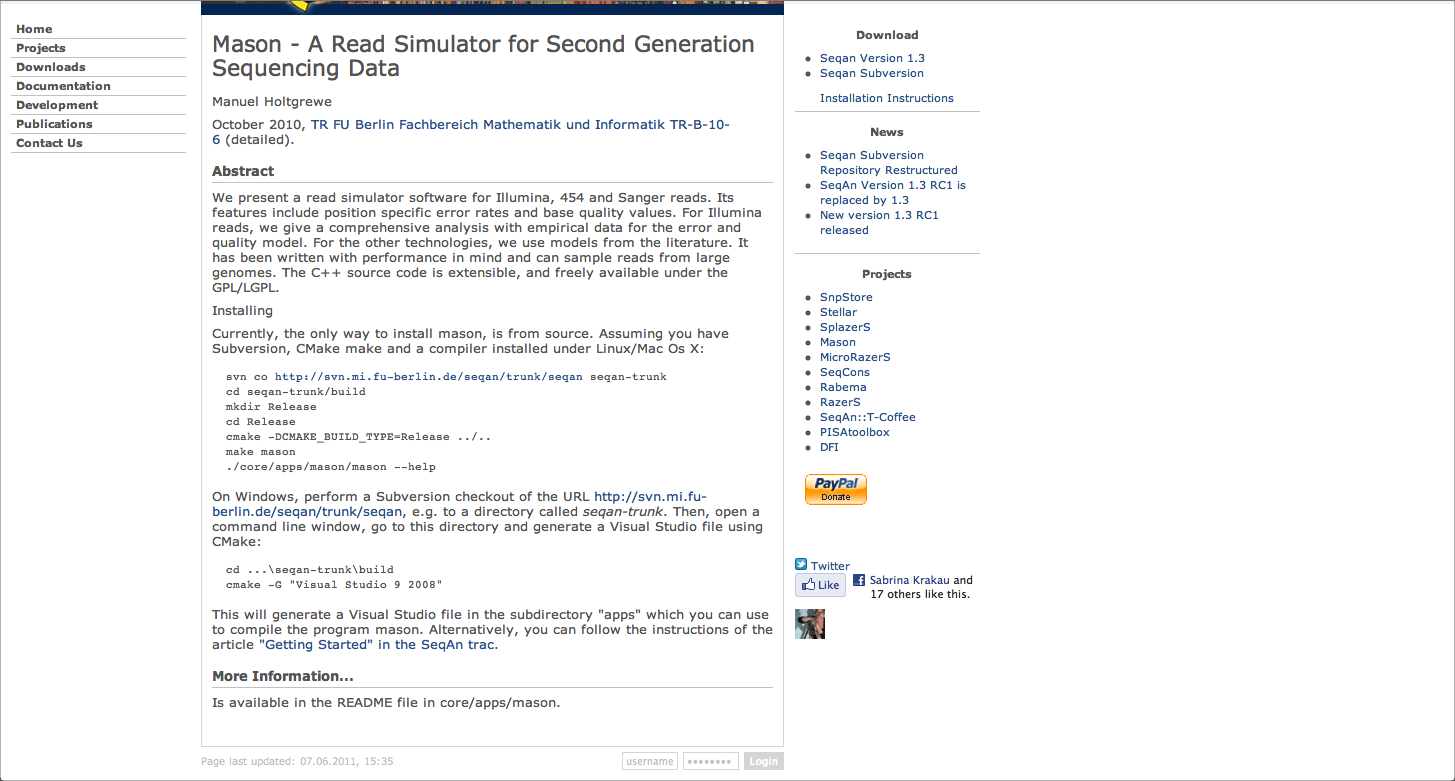 Home
Projects
Downloads
Documentation
Development
Publications
Contact Us
Mason - A Read Simulator for Second Generation
Sequencing Data
Manuel Holtgrewe
October 2010, TR FU Berlin Fachbereich Mathematik und Informatik TR-B-10-
6 (detailed).
Abstract
We present a read simulator software for Illumina, 454 and Sanger reads. Its
features include position specific error rates and base quality values. For Illumina
reads, we give a comprehensive analysis with empirical data for the error and
quality model. For the other technologies, we use models from the literature. It
has been written with performance in mind and can sample reads from large
genomes. The C++ source code is extensible, and freely available under the
GPL/LGPL.
Installing
Currently, the only way to install mason, is from source. Assuming you have
Subversion, CMake make and a compiler installed under Linux/Mac Os X:
svn co http://svn.mi.fu-berlin.de/seqan/trunk/seqan seqan-trunk
cd seqan-trunk/build
mkdir Release
cd Release
cmake -DCMAKE_BUILD_TYPE=Release ../..
make mason
./core/apps/mason/mason --help
On Windows, perform a Subversion checkout of the URL http://svn.mi.fu-
berlin.de/seqan/trunk/seqan, e.g. to a directory called seqan-trunk. Then, open a
command line window, go to this directory and generate a Visual Studio file using
CMake:
cd ...\seqan-trunk\build
cmake -G "Visual Studio 9 2008"
This will generate a Visual Studio file in the subdirectory "apps" which you can use
to compile the program mason. Alternatively, you can follow the instructions of the
article "Getting Started" in the SeqAn trac.
More Information...
Is available in the README file in core/apps/mason.
Page last updated: 07.06.2011, 15:35
username
••••••••
Login
Download
Seqan Version 1.3
Seqan Subversion
Installation Instructions
News
Seqan Subversion
Repository Restructured
SeqAn Version 1.3 RC1 is
replaced by 1.3
New version 1.3 RC1
released
Projects
SnpStore
Stellar
SplazerS
Mason
MicroRazerS
SeqCons
Rabema
RazerS
SeqAn::T-Coffee
PISAtoolbox
DFI
PayPal
Donate
Twitter
Like
Sabrina Krakau and
17 others like this.